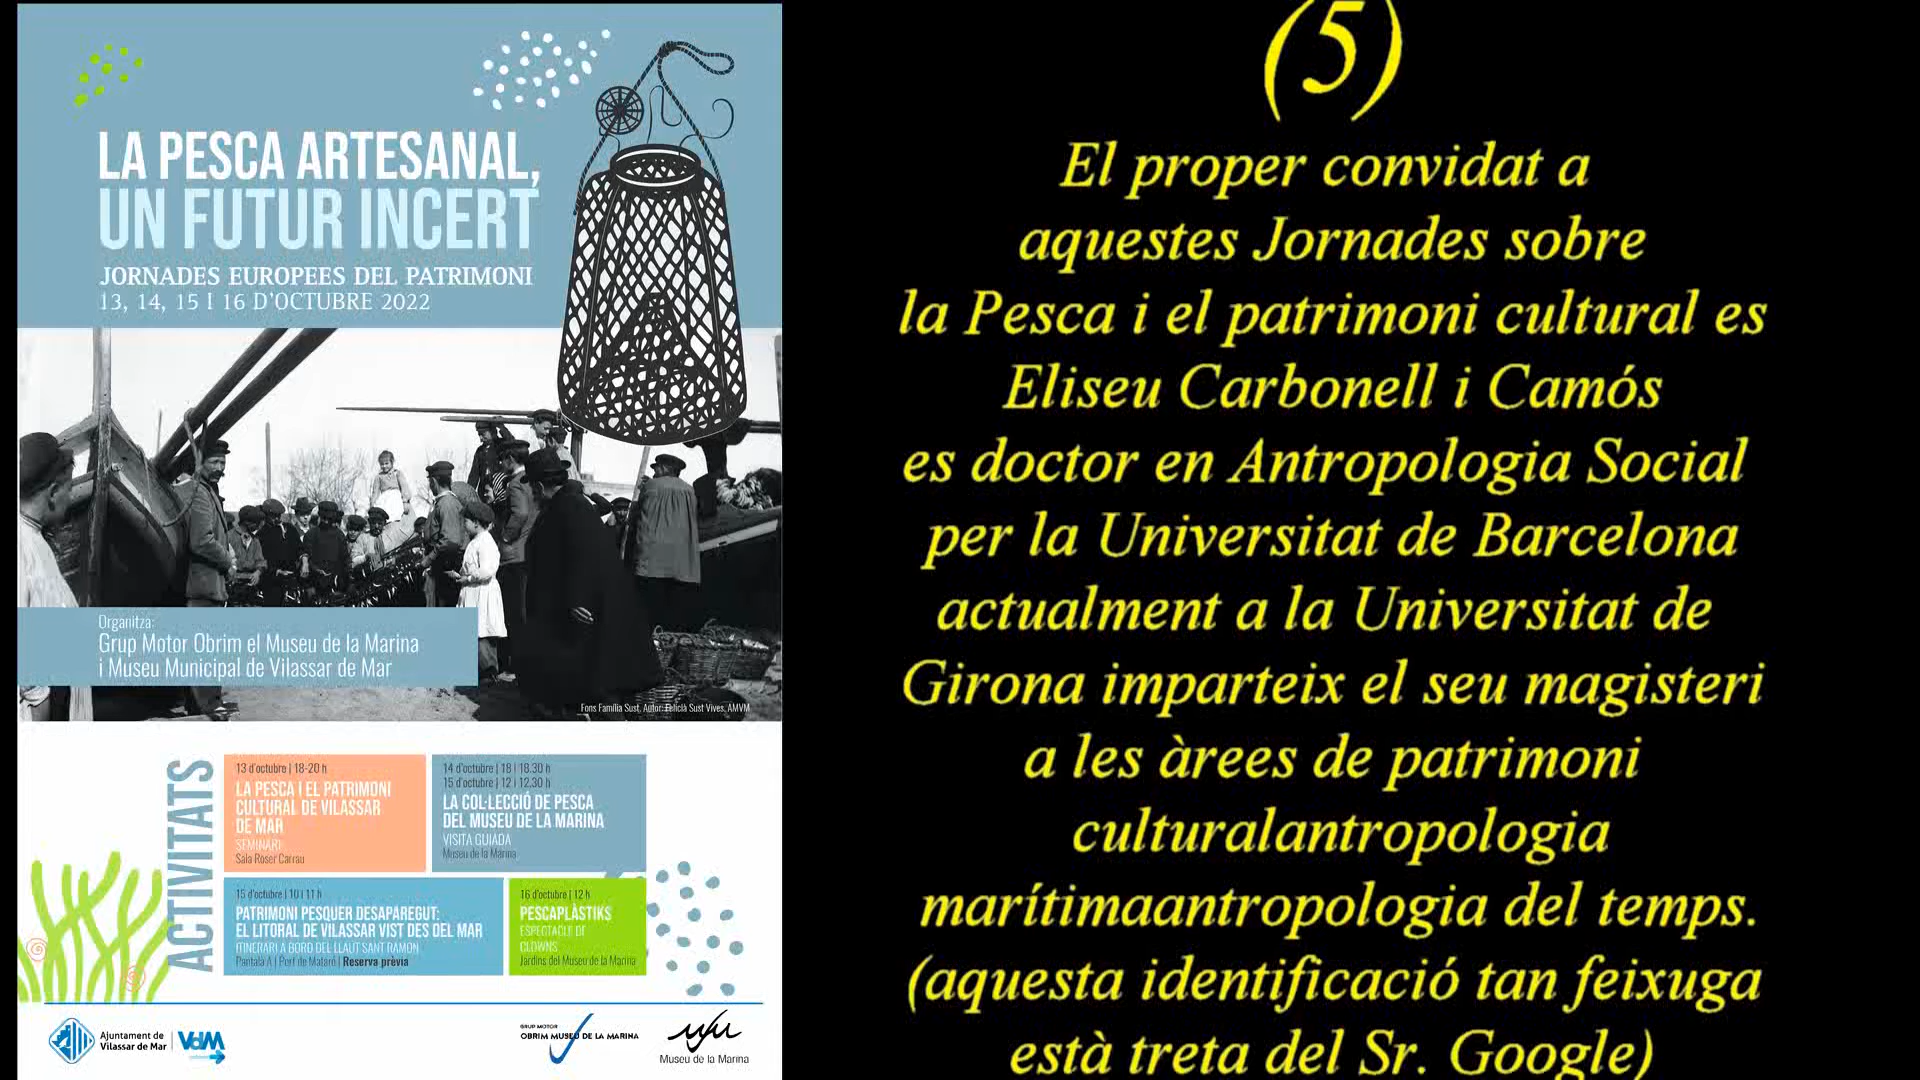 LA PESCA ARTESANAL,
UN FUTUR INCERT
JORNADES EUROPEES DEL PATRIMONI
13, 14, 15 I 16 D'OCTUBRE 2022
Organitza:
Grup Motor Obrim el Museu de la Marina
i Museu Municipal de Vilassar de Mar
Fons Família Sust, Autor: Felicià Sust Vives, AMVM
ACTIVITATS
13 d'octubre | 18-20 h
LA PESCA I EL PATRIMONI
CULTURAL DE VILASSAR
DE MAR
SEMINARI
Sala Roser Carrau
14 d'octubre | 18 i 18.30 h
15 d'octubre | 12 i 12.30 h
LA COL·LECCIÓ DE PESCA
DEL MUSEU DE LA MARINA
VISITA GUIADA
Museu de la Marina
15 d'octubre | 10 i 11 h
PATRIMONI PESQUER DESAPAREGUT:
EL LITORAL DE VILASSAR VIST DES DEL MAR
ITINERARI A BORD DEL LLAÜT SANT RAMON
Pantalà A | Port de Mataró | Reserva prèvia
16 d'octubre | 12 h
PESCAPLÀSTIKS
ESPECTACLE DE
CLOWNS
Jardins del Museu de la Marina
Ajuntament de
Vilassar de Mar
VdM
GRUP MOTOR
OBRIM MUSEU DE LA MARINA
Museu de la Marina
(5)
El proper convidat a
aquestes Jornades sobre
la Pesca i el patrimoni cultural es
Eliseu Carbonell i Camós
es doctor en Antropologia Social
per la Universitat de Barcelona
actualment a la Universitat de
Girona imparteix el seu magisteri
a les àrees de patrimoni
culturalantropologia
marítimaantropologia del temps.
(aquesta identificació tan feixuga
està treta del Sr. Google)